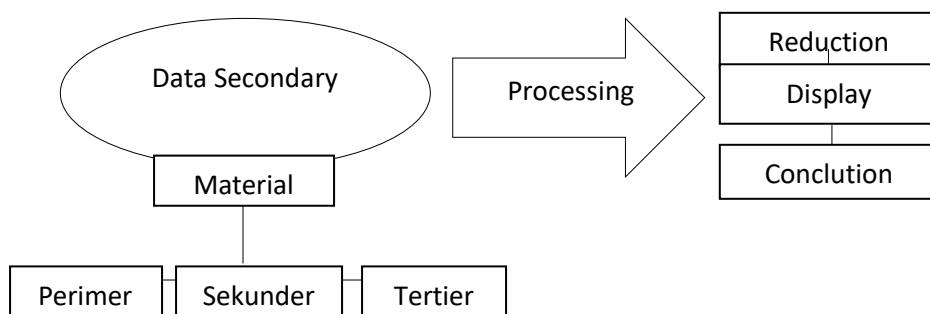 Data Secondary
Material
Perimer
Sekunder
Tertier
Processing
Reduction
Display
Conclution